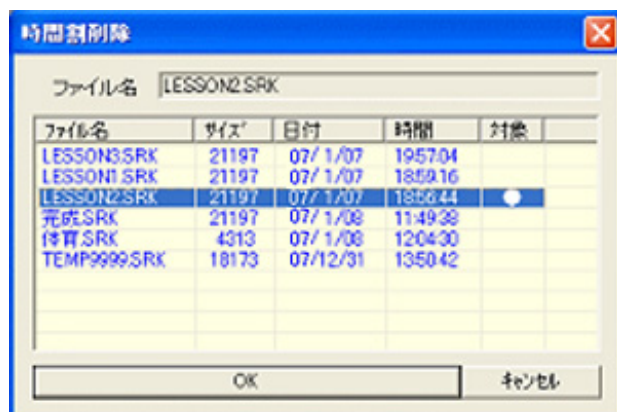 時間割削除
ファイル名 LESSON2.SRK
ファイル名 サイズ 日付 時間 対象
LESSON3.SRK 21197 07/ 1/07 19:57:04
LESSON1.SRK 21197 07/ 1/07 18:59:16
LESSON2.SRK 21197 07/ 1/07 18:56:44 ●
完成.SRK 21197 07/ 1/08 11:49:38
体育.SRK 4313 07/ 1/08 12:04:30
TEMP9999.SRK 18173 07/12/31 13:50:42
OK キャンセル